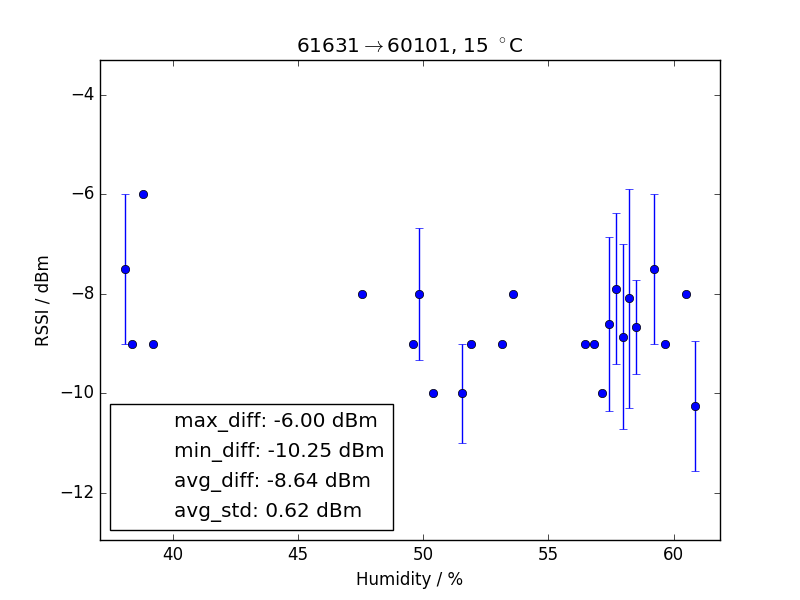 61631→60101, 15 °C
RSSI / dBm
−4
−6
−8
−10
−12
max_diff: -6.00 dBm
min_diff: -10.25 dBm
avg_diff: -8.64 dBm
avg_std: 0.62 dBm
40 45 50 55 60
Humidity / %